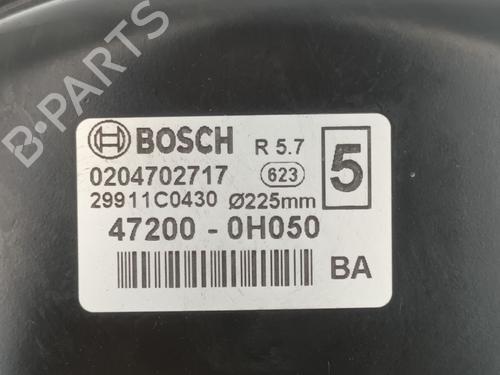 B-PARTS
BOSCH R 5.7 5
0204702717 623
29911C0430 Ø225mm
47200 - 0H050
BA